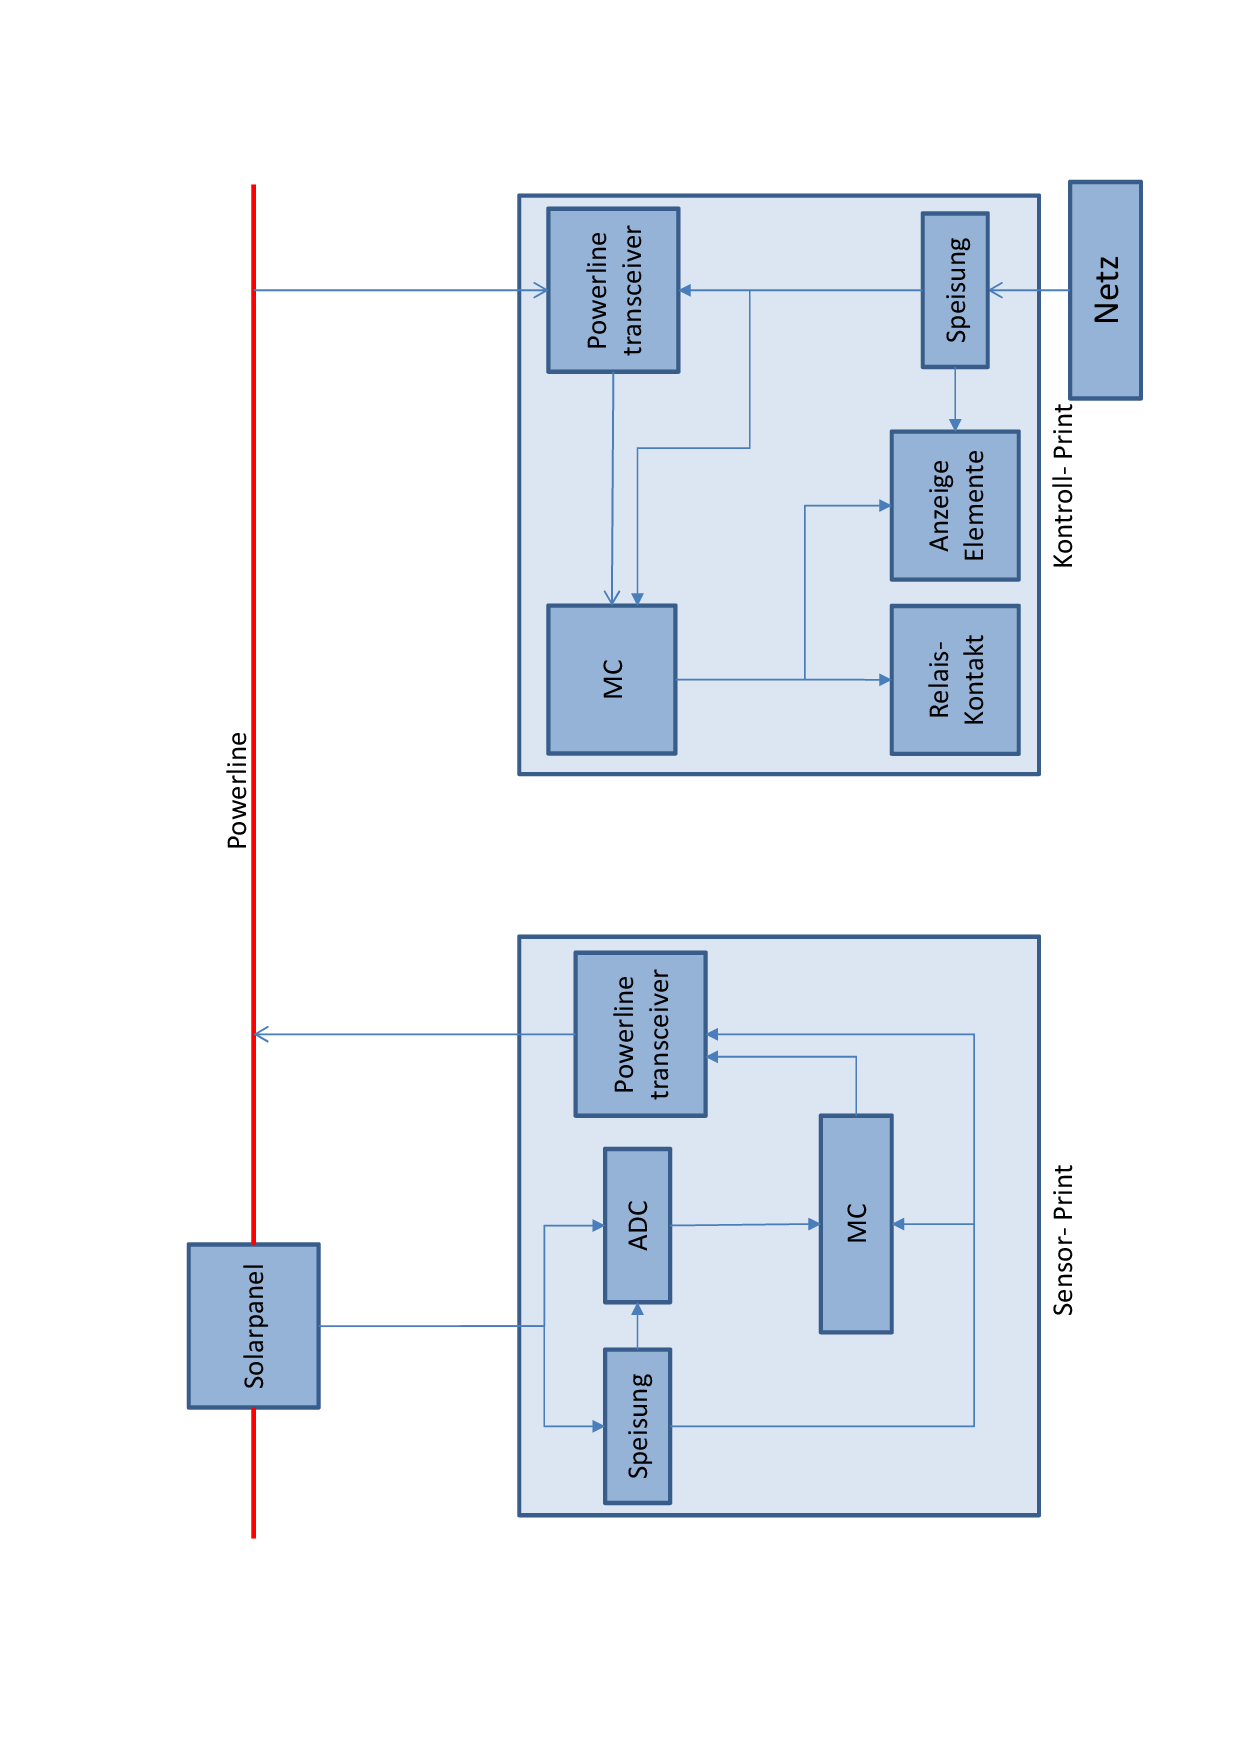 Powerline
Solarpanel
Speisung
ADC
Powerline
transceiver
MC
Sensor- Print
MC
Powerline
transceiver
Relais-
Kontakt
Anzeige
Elemente
Speisung
Kontroll- Print
Netz